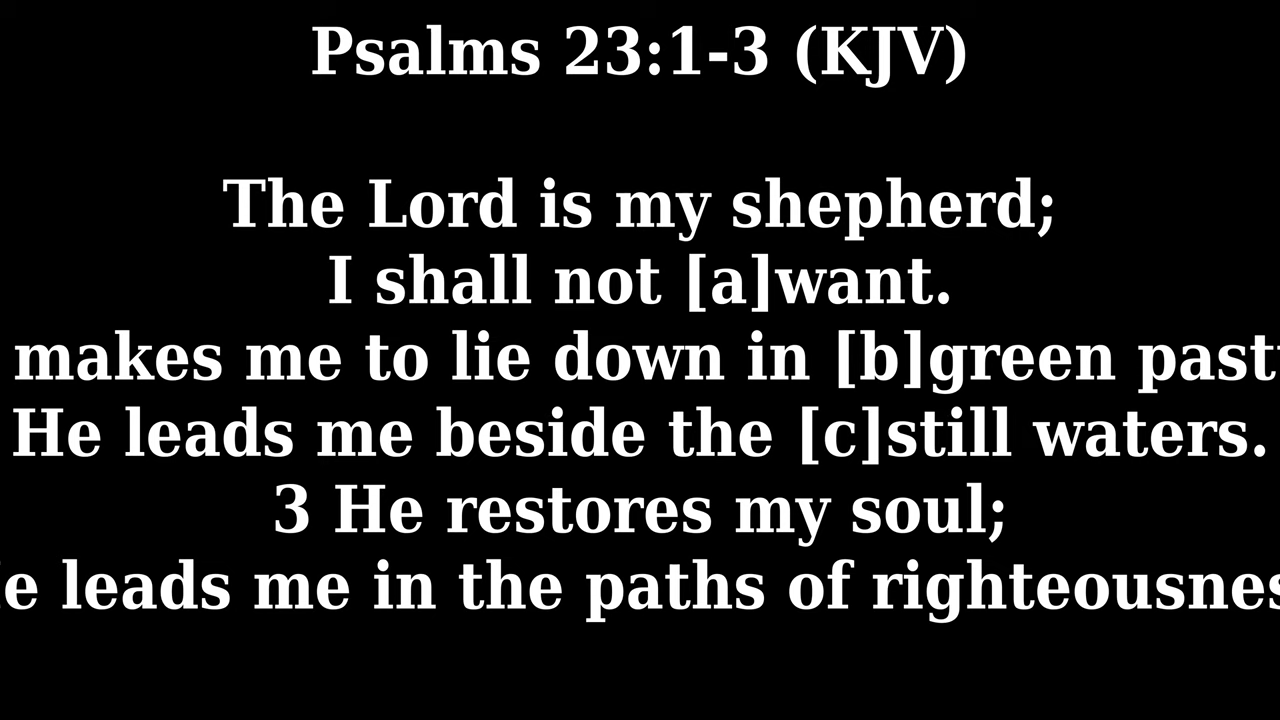 Psalms 23:1-3 (KJV)
The Lord is my shepherd;
I shall not [a]want.
makes me to lie down in [b]green
He leads me beside the [c]still waters.
3 He restores my soul;
leads me in the paths of